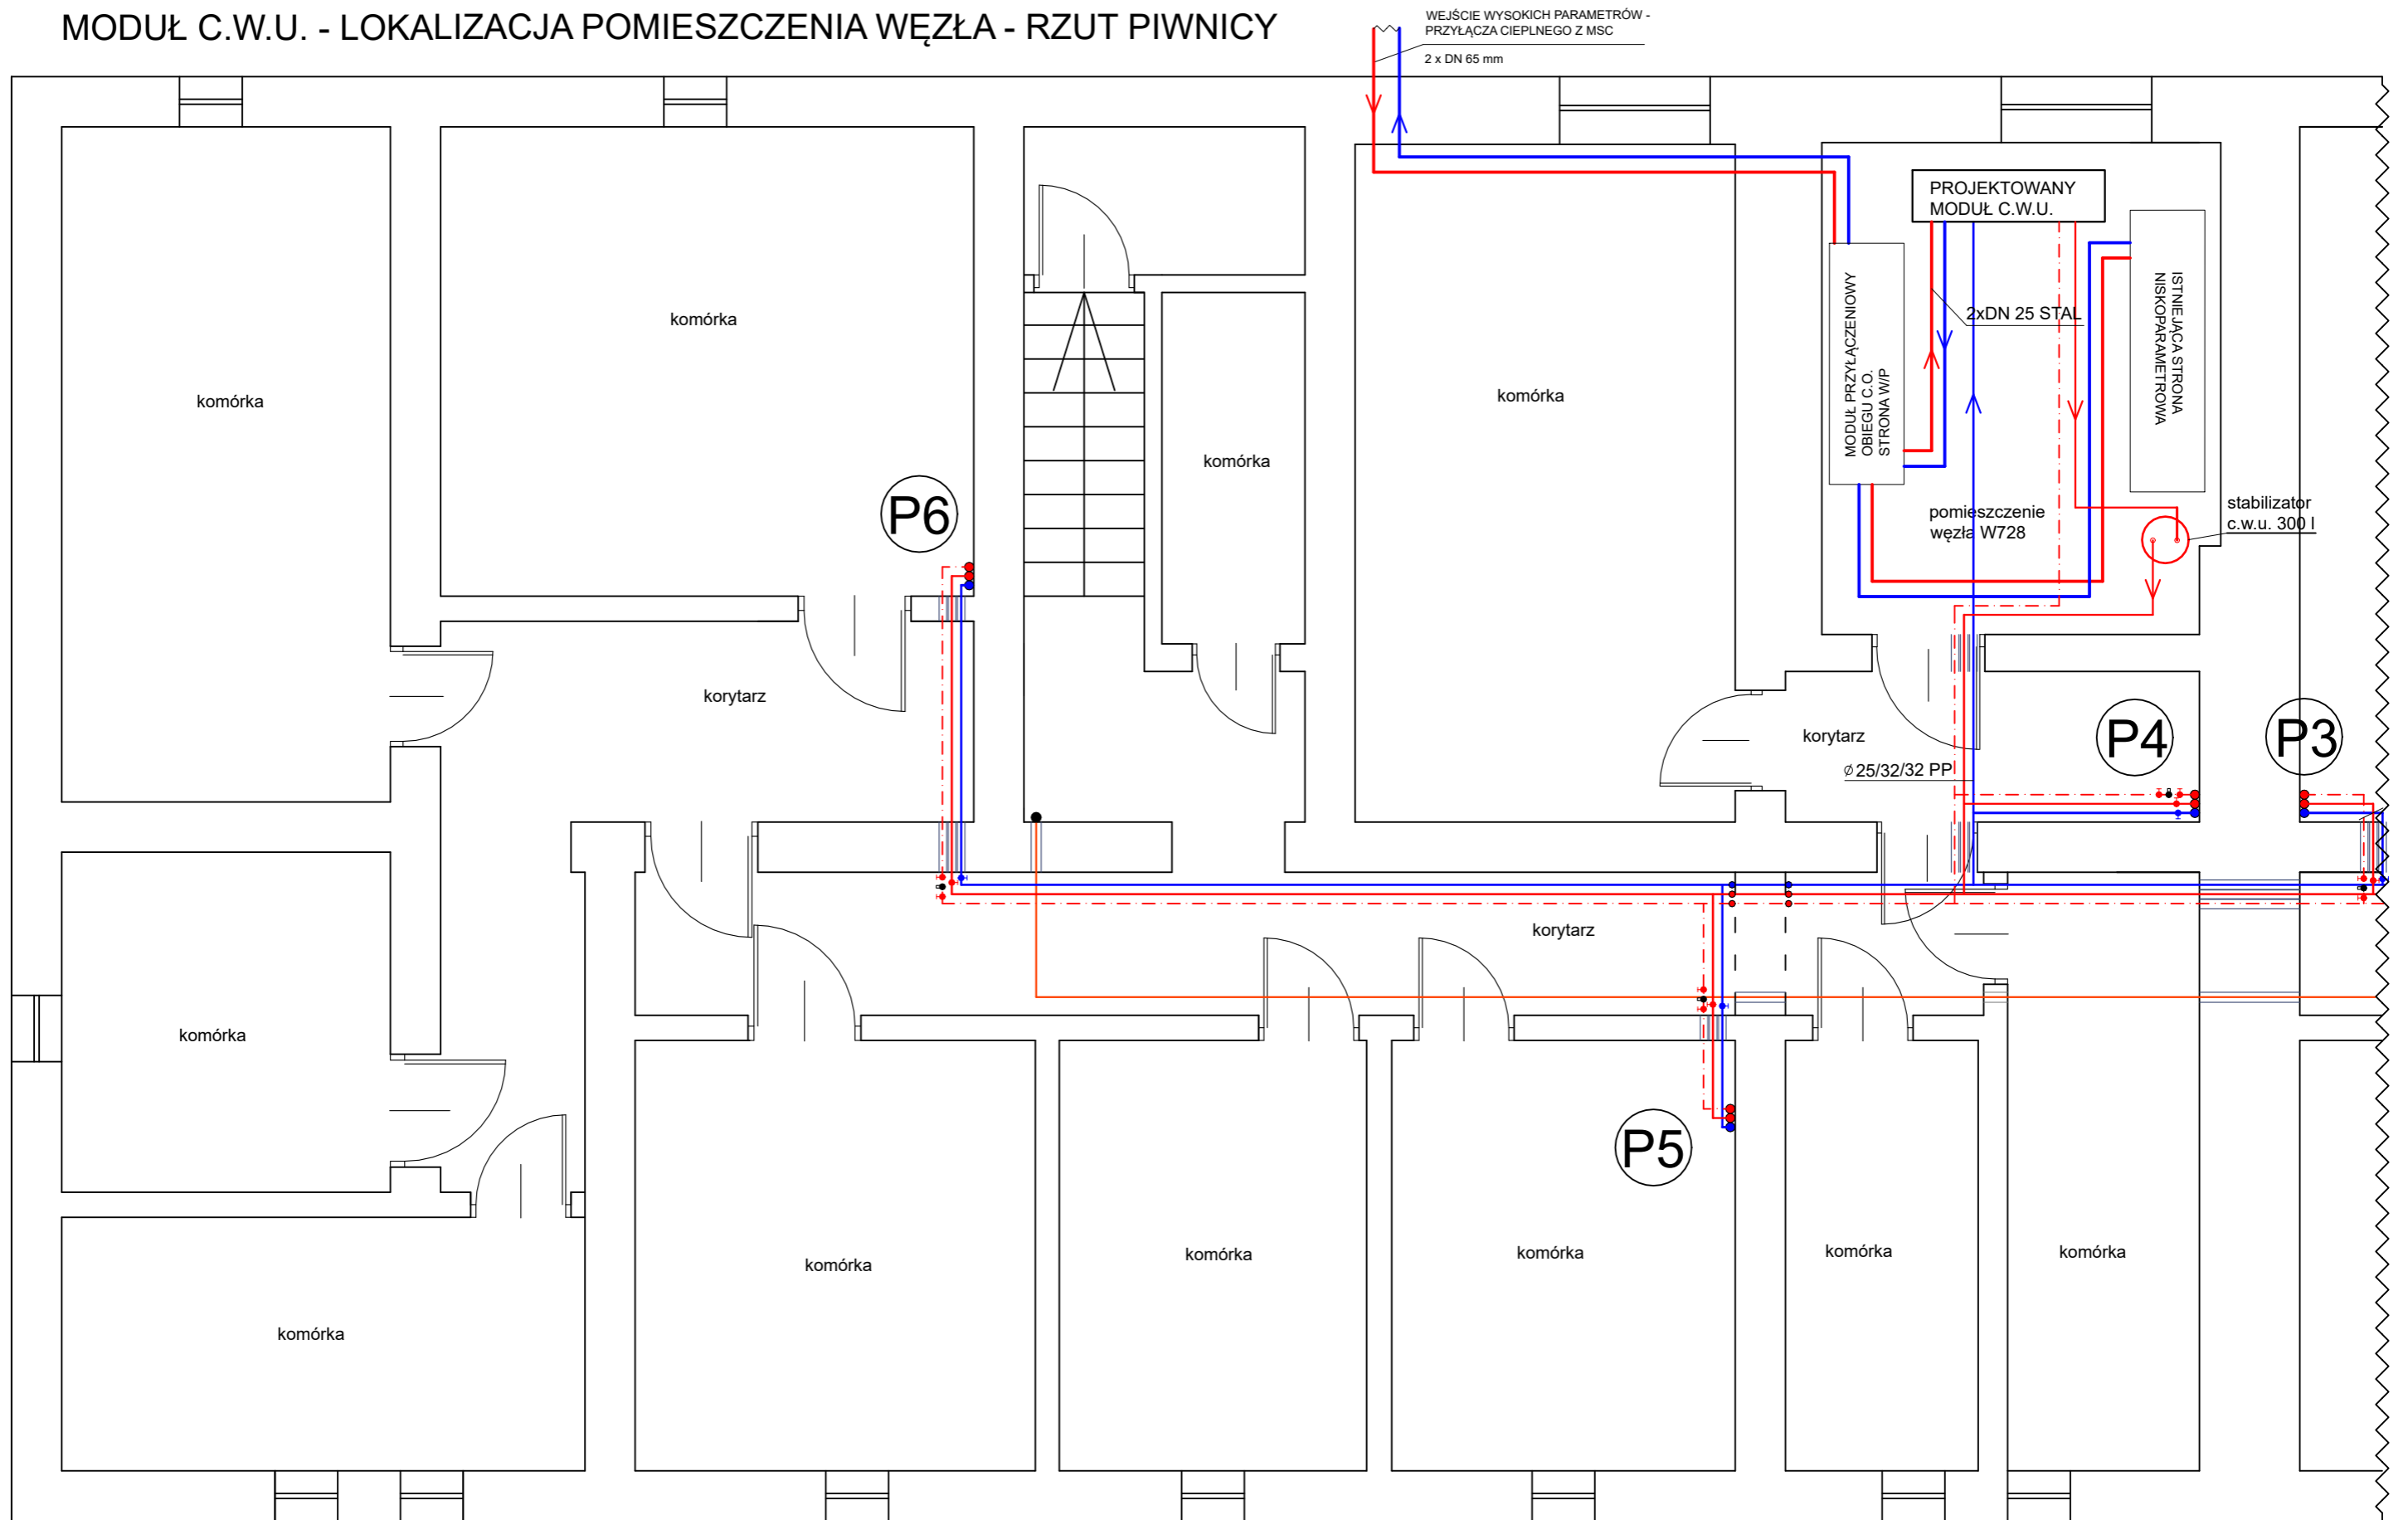 MODUŁ C.W.U. - LOKALIZACJA POMIESZCZENIA WĘZŁA - RZUT PIWNICY
WEJŚCIE WYSOKICH PARAMETRÓW -
PRZYŁĄCZA CIEPLNEGO Z MSC
2 x DN 65 mm
PROJEKTOWANY
MODUŁ C.W.U.
MODUŁ PRZYŁĄCZENIOWY
OBIEGU C.O.
STRONA W/P
ISTNIEJĄCA STRONA
NISKOPARAMETROWA
2xDN 25 STAL
komórka
komórka
komórka
komórka
P6
pomieszczenie
węzła W728
stabilizator
c.w.u. 300 l
korytarz
korytarz
P4
P3
⌀25/32/32 PP
korytarz
komórka
P5
komórka
komórka
komórka
komórka
komórka
komórka